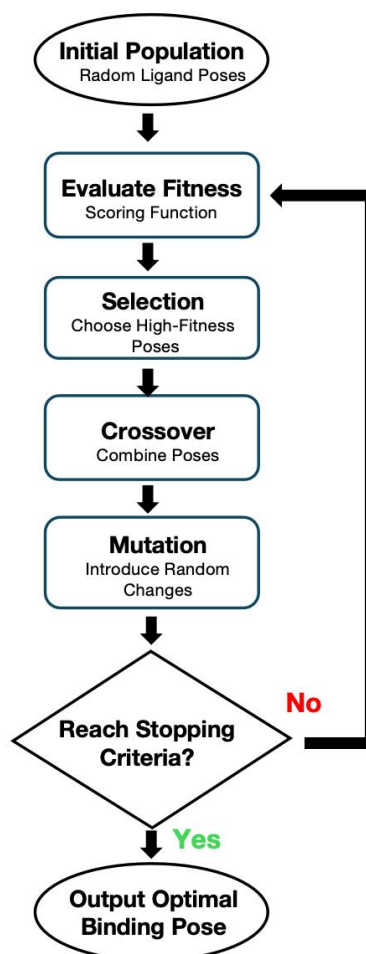 Initial Population
Radom Ligand Poses
Evaluate Fitness
Scoring Function
Selection
Choose High-Fitness
Poses
Crossover
Combine Poses
Mutation
Introduce Random
Changes
Reach Stopping
Criteria?
No
Yes
Output Optimal
Binding Pose